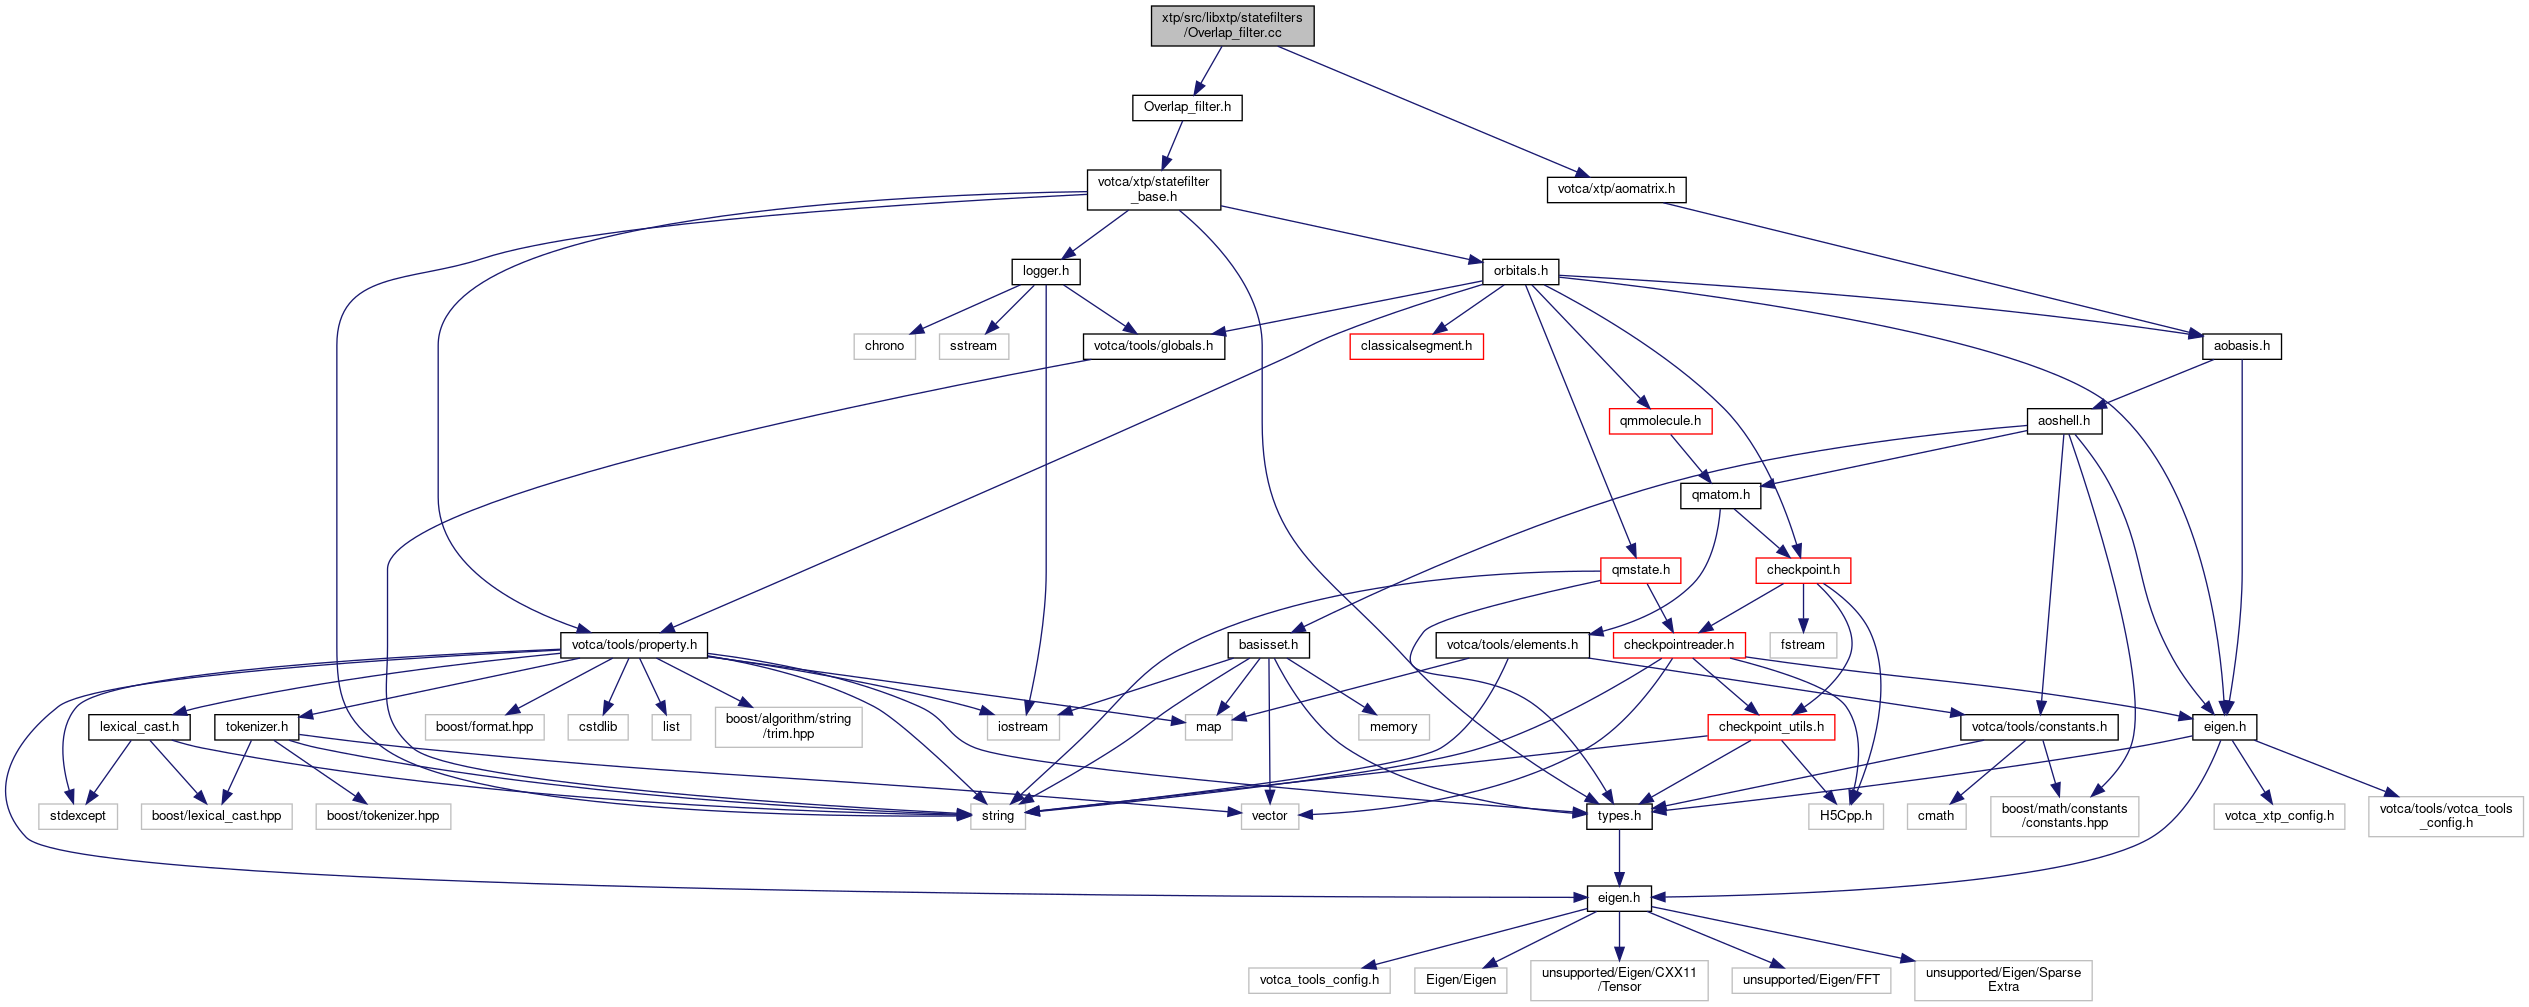 xtp/src/libxtp/statefilters
/Overlap_filter.cc
Overlap_filter.h
votca/xtp/statefilter
_base.h
votca/xtp/aomatrix.h
logger.h
orbitals.h
chrono
sstream
votca/tools/globals.h
classicalsegment.h
aobasis.h
qmmolecule.h
aoshell.h
qmatom.h
qmstate.h
checkpoint.h
votca/tools/property.h
basisset.h
votca/tools/elements.h
checkpointreader.h
fstream
lexical_cast.h
tokenizer.h
boost/format.hpp
cstdlib
list
boost/algorithm/string
/trim.hpp
iostream
map
memory
checkpoint_utils.h
votca/tools/constants.h
eigen.h
stdexcept
boost/lexical_cast.hpp
boost/tokenizer.hpp
string
vector
types.h
H5Cpp.h
cmath
boost/math/constants
/constants.hpp
votca_xtp_config.h
votca/tools/votca_tools
_config.h
eigen.h
votca_tools_config.h
Eigen/Eigen
unsupported/Eigen/CXX11
/Tensor
unsupported/Eigen/FFT
unsupported/Eigen/Sparse
Extra